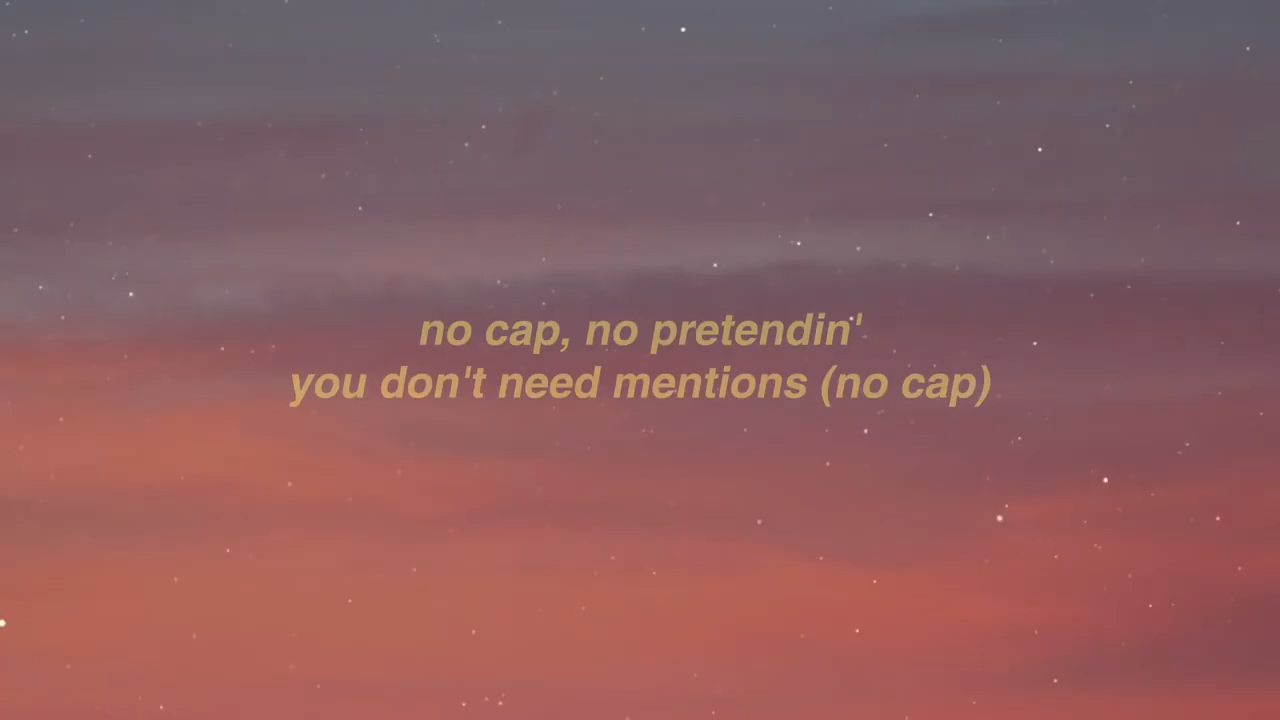 no cap, no pretendin'
you don't need mentions (no cap)